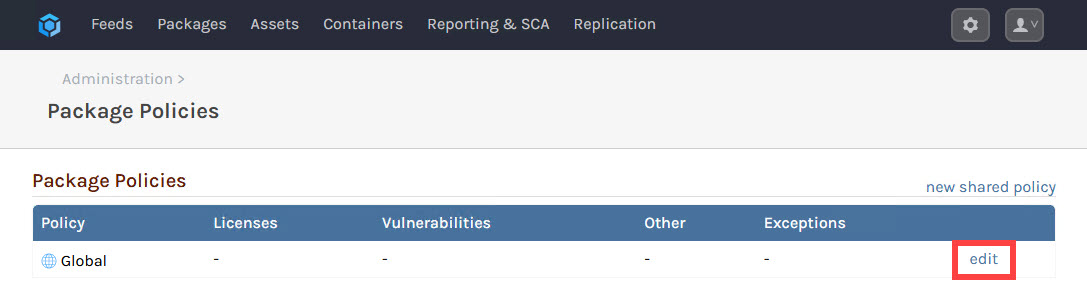 Feeds Packages Assets Containers Reporting & SCA Replication
Administration >
Package Policies
Package Policies
new shared policy
Policy Licenses Vulnerabilities Other Exceptions
Global - - - - edit